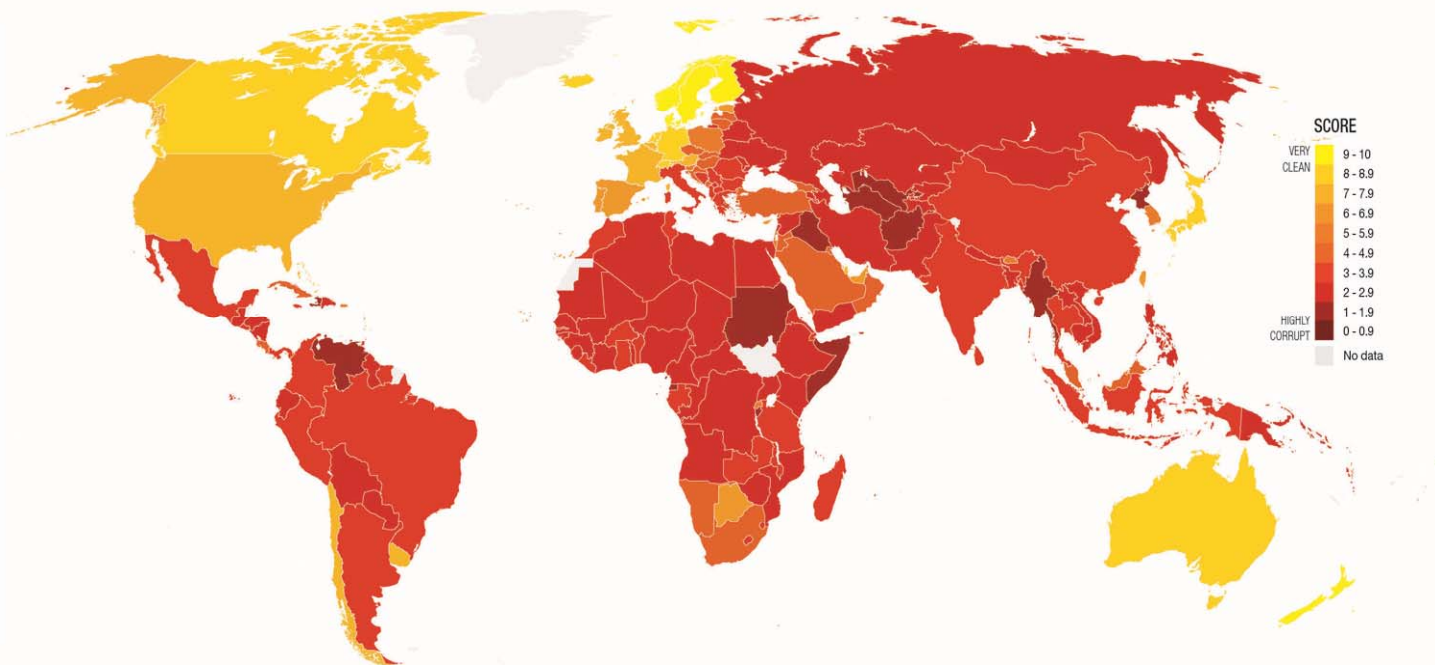 SCORE
VERY
CLEAN
9 - 10
8 - 8.9
7 - 7.9
6 - 6.9
5 - 5.9
4 - 4.9
3 - 3.9
2 - 2.9
1 - 1.9
0 - 0.9
HIGHLY
CORRUPT
No data